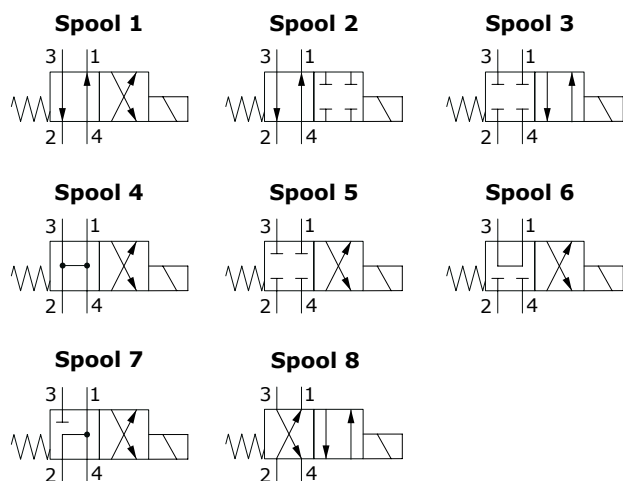 Spool 1 Spool 2 Spool 3
3 1 3 1 3 1
2 4 2 4 2 4
Spool 4 Spool 5 Spool 6
3 1 3 1 3 1
2 4 2 4 2 4
Spool 7 Spool 8
3 1 3 1
2 4 2 4